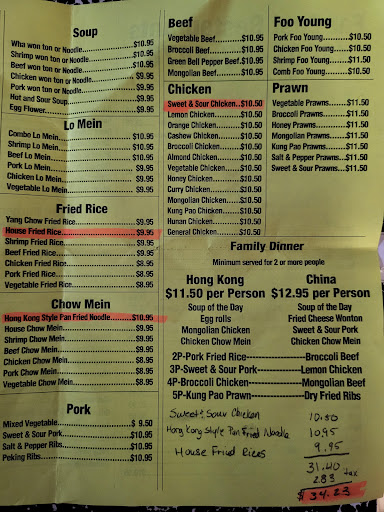 Soup
Wha won ton or Noodle.....$10.95
Shrimp won ton or Noodle.....$9.95
Beef won ton or Noodle.....$9.95
Chicken won ton or Noodle.....$9.95
Pork won ton or Noodle.....$9.95
Hot and Sour Soup.....$9.95
Egg Flower.....$9.95
Lo Mein
Combo Lo Mein.....$10.95
Shrimp Lo Mein.....$10.95
Beef Lo Mein.....$10.95
Pork Lo Mein.....$9.95
Chicken Lo Mein.....$9.95
Vegetable Lo Mein.....$9.95
Fried Rice
Yang Chow Fried Rice.....$9.95
House Fried Rice.....$9.95
Shrimp Fried Rice.....$9.95
Beef Fried Rice.....$9.95
Chicken Fried Rice.....$9.95
Pork Fried Rice.....$8.95
Vegetable Fried Rice.....$8.95
Chow Mein
Hong Kong Style Pan Fried Noodle.....$10.95
House Chow Mein.....$9.95
Shrimp Chow Mein.....$9.95
Beef Chow Mein.....$9.95
Chicken Chow Mein.....$8.95
Pork Chow Mein.....$8.95
Vegetable Chow Mein.....$8.95
Pork
Mixed Vegetable.....$ 9.50
Sweet & Sour Pork.....$10.95
Salt & Pepper Ribs.....$10.95
Peking Ribs.....$10.95
Beef
Vegetable Beef.....$10.95
Broccoli Beef.....$10.95
Green Bell Pepper Beef.$10.95
Mongolian Beef.....$10.95
Chicken
Sweet & Sour Chicken...$10.50
Lemon Chicken.....$10.50
Orange Chicken.....$10.50
Cashew Chicken.....$10.50
Broccoli Chicken.....$10.50
Almond Chicken.....$10.50
Vegetable Chicken.....$10.50
Honey Chicken.....$10.50
Curry Chicken.....$10.50
Mongolian Chicken.....$10.50
Kung Pao Chicken.....$10.50
Hunan Chicken.....$10.50
General Chicken.....$10.50
Foo Young
Pork Foo Young.....$10.50
Chicken Foo Young.....$10.50
Shrimp Foo Young.....$11.50
Comb Foo Young.....$10.50
Prawn
Vegetable Prawns.....$11.50
Broccoli Prawns.....$11.50
Honey Prawns.....$11.50
Mongolian Prawns.....$11.50
Kung Pao Prawns.....$11.50
Salt & Pepper Prawns....$11.50
Sweet & Sour Prawns.....$11.50
Family Dinner
Minimum served for 2 or more people
Hong Kong China
$11.50 per Person $12.95 per Person
Soup of the Day Soup of the Day
Egg rolls Fried Cheese Wonton
Mongolian Chicken Sweet & Sour Pork
Chicken Chow Mein Chicken Chow Mein
2P-Pork Fried Rice-----------Broccoli Beef
3P-Sweet & Sour Pork-----------Lemon Chicken
4P-Broccoli Chicken-----------Mongolian Beef
5P-Kung Pao Prawn-----------Dry Fried Ribs
Sweet & Sour Chicken 10.50
Hong Kong Style Pan Fried Noodle 10.95
House Fried Rices 9.95
31.40
2.83 tax
$ 34.23